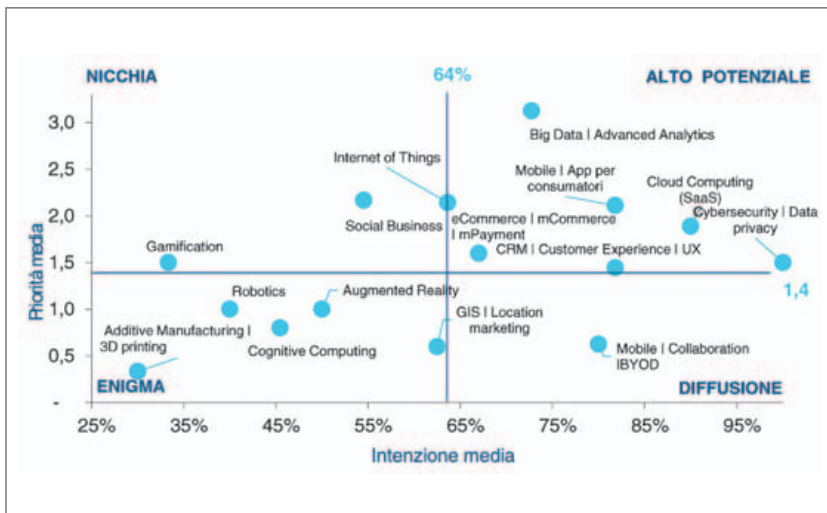 NICCHIA
64%
ALTO POTENZIALE
Priorità media
3,0
2,5
2,0
1,5
1,0
0,5
-
Big Data | Advanced Analytics
Internet of Things
Mobile | App per
consumatori
Cloud Computing
(SaaS)
Cybersecurity | Data
privacy
Social Business
eCommerce | mCommerce
| mPayment
CRM | Customer Experience | UX
Gamification
1,4
Robotics
Augmented Reality
GIS | Location
marketing
Additive Manufacturing |
3D printing
Cognitive Computing
Mobile | Collaboration
|BYOD
ENIGMA
DIFFUSIONE
25%
35%
45%
55%
65%
75%
85%
95%
Intenzione media